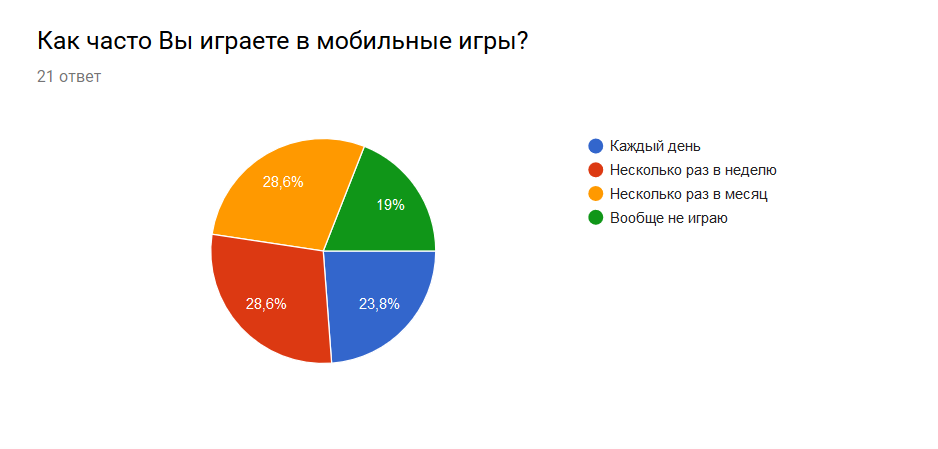 Как часто Вы играете в мобильные игры?
21 ответ
Каждый день
Несколько раз в неделю
Несколько раз в месяц
Вообще не играю
28,6%
19%
28,6%
23,8%